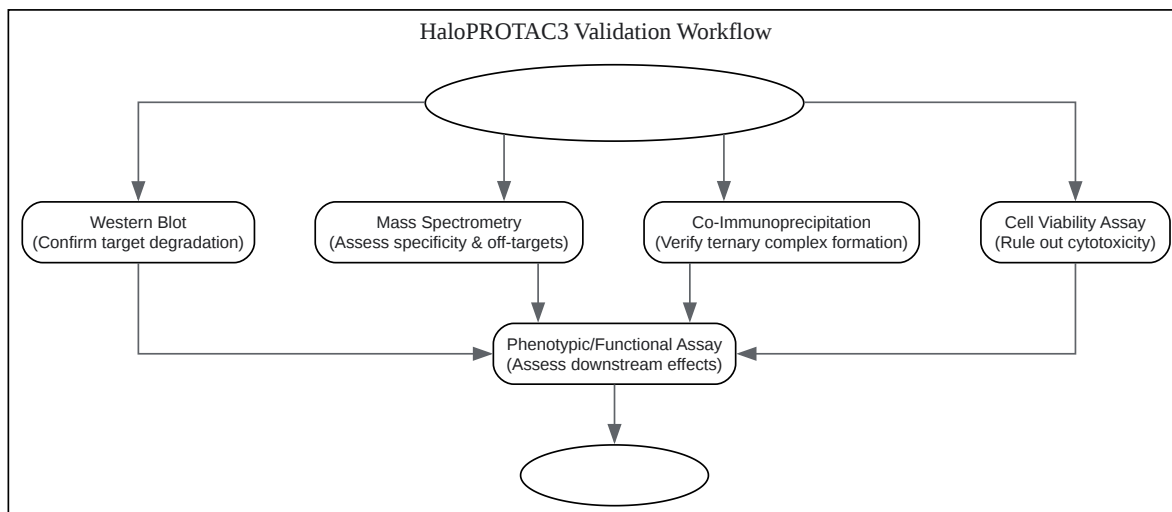 HaloPROTAC3 Validation Workflow
Western Blot
(Confirm target degradation)
Mass Spectrometry
(Assess specificity & off-targets)
Co-Immunoprecipitation
(Verify ternary complex formation)
Cell Viability Assay
(Rule out cytotoxicity)
Phenotypic/Functional Assay
(Assess downstream effects)